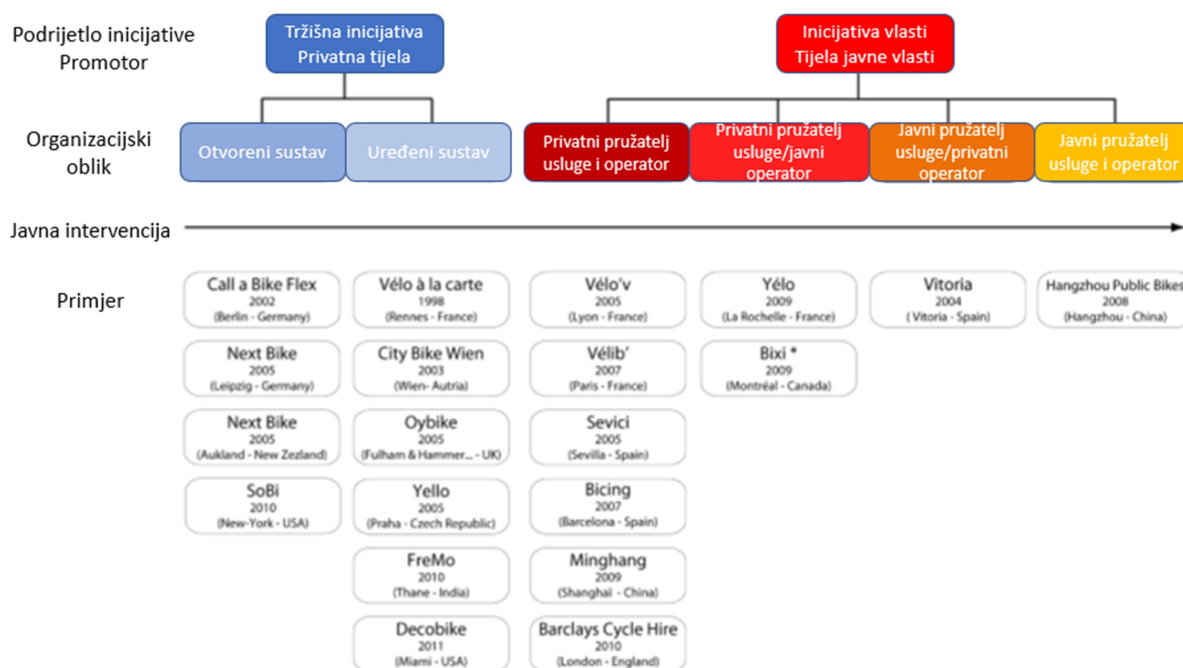 Podrijetlo inicijative
Promotor
Tržišna inicijativa
Privatna tijela
Inicijativa vlasti
Tijela javne vlasti
Organizacijski
oblik
Otvoreni sustav
Uređeni sustav
Privatni pružatelj
usluge i operator
Privatni pružatelj
usluge/javni
operator
Javni pružatelj
usluge/privatni
operator
Javni pružatelj
usluge i operator
Javna intervencija
Primjer
Call a Bike Flex
2002
(Berlin - Germany)
Vélo à la carte
1998
(Rennes - France)
Vélo'v
2005
(Lyon - France)
Yélo
2009
(La Rochelle - France)
Vitoria
2004
( Vitoria - Spain)
Hangzhou Public Bikes
2008
(Hangzhou - China)
Next Bike
2005
(Leipzig - Germany)
City Bike Wien
2003
(Wien- Autria)
Vélib'
2007
(Paris - France)
Bixi *
2009
(Montréal - Canada)
Next Bike
2005
(Aukland - New Zezland)
Oybike
2005
(Fulham & Hammer... - UK)
Sevici
2005
(Sevilla - Spain)
SoBi
2010
(New-York - USA)
Yello
2005
(Praha - Czech Republic)
Bicing
2007
(Barcelona - Spain)
FreMo
2010
(Thane - India)
Minghang
2009
(Shanghaï - China)
Decobike
2011
(Miami - USA)
Barclays Cycle Hire
2010
(London - England)